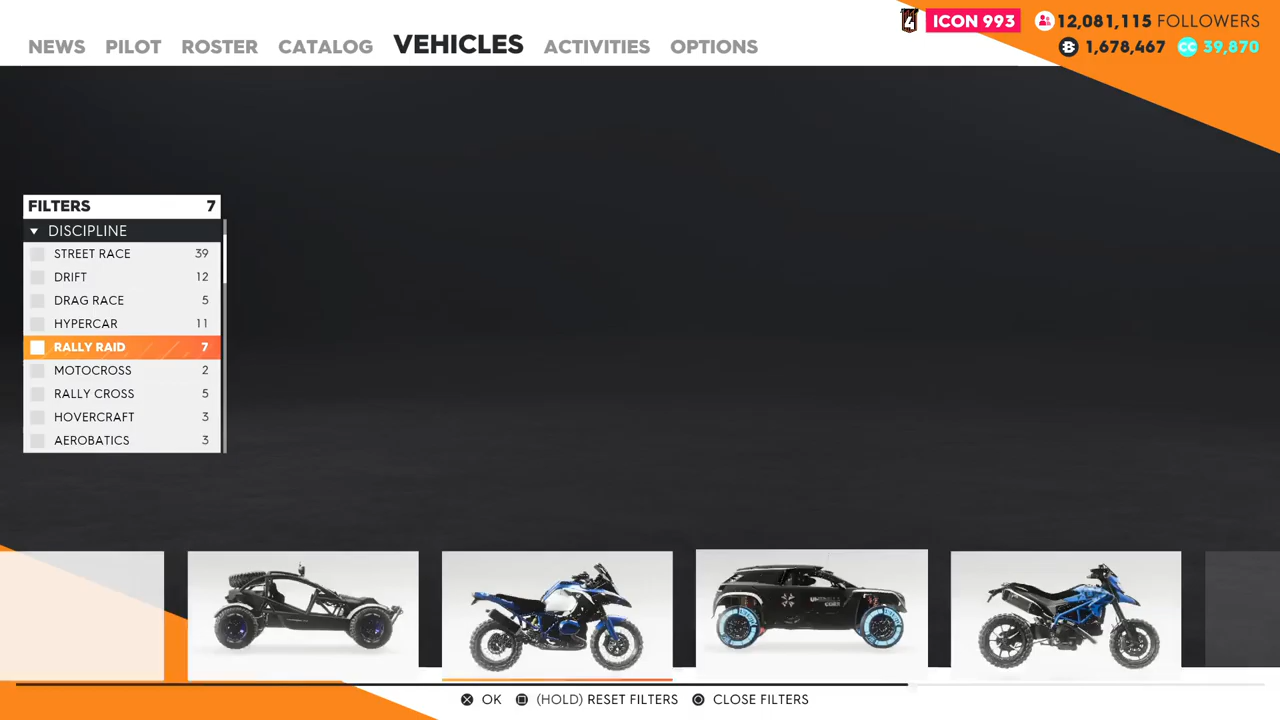 ICON 993
12,081,115 FOLLOWERS
NEWS PILOT ROSTER CATALOG VEHICLES ACTIVITIES OPTIONS
1,678,467 CC 39,870
FILTERS 7
DISCIPLINE
STREET RACE 39
DRIFT 12
DRAG RACE 5
HYPERCAR 11
RALLY RAID 7
MOTOCROSS 2
RALLY CROSS 5
HOVERCRAFT 3
AEROBATICS 3
OK (HOLD) RESET FILTERS CLOSE FILTERS